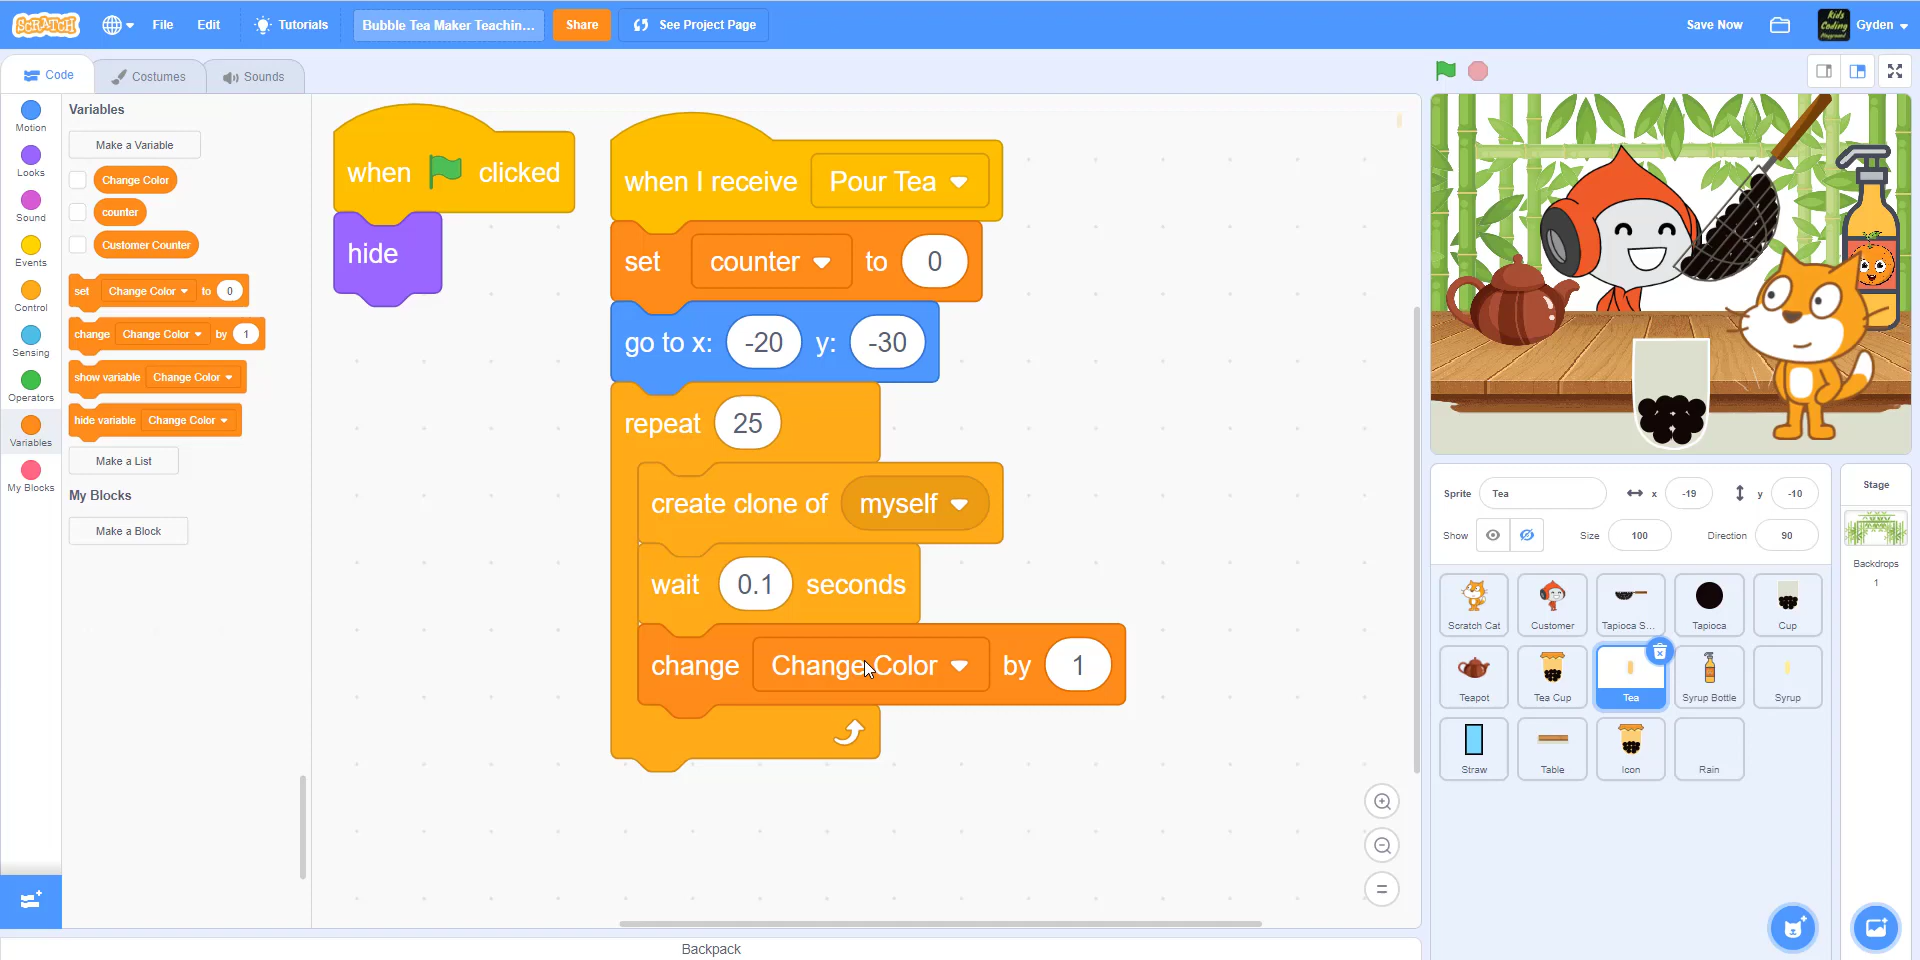 SCRATCH
File
Edit
Tutorials
Bubble Tea Maker Teachin...
Share
See Project Page
Save Now
Kids
Coding
Playground
Gyden
Code
Costumes
Sounds
Motion
Looks
Sound
Events
Control
Sensing
Operators
Variables
My Blocks
Variables
Make a Variable
Change Color
counter
Customer Counter
set Change Color to 0
change Change Color by 1
show variable Change Color
hide variable Change Color
Make a List
My Blocks
Make a Block
when clicked
hide
when I receive Pour Tea
set counter to 0
go to x: -20 y: -30
repeat 25
create clone of myself
wait 0.1 seconds
change Change Color by 1
Backpack
Sprite Tea x -19 y -10
Show Size 100 Direction 90
Scratch Cat
Customer
Tapioca S...
Tapioca
Cup
Teapot
Tea Cup
Tea
Syrup Bottle
Syrup
Straw
Table
Icon
Rain
Stage
Backdrops
1